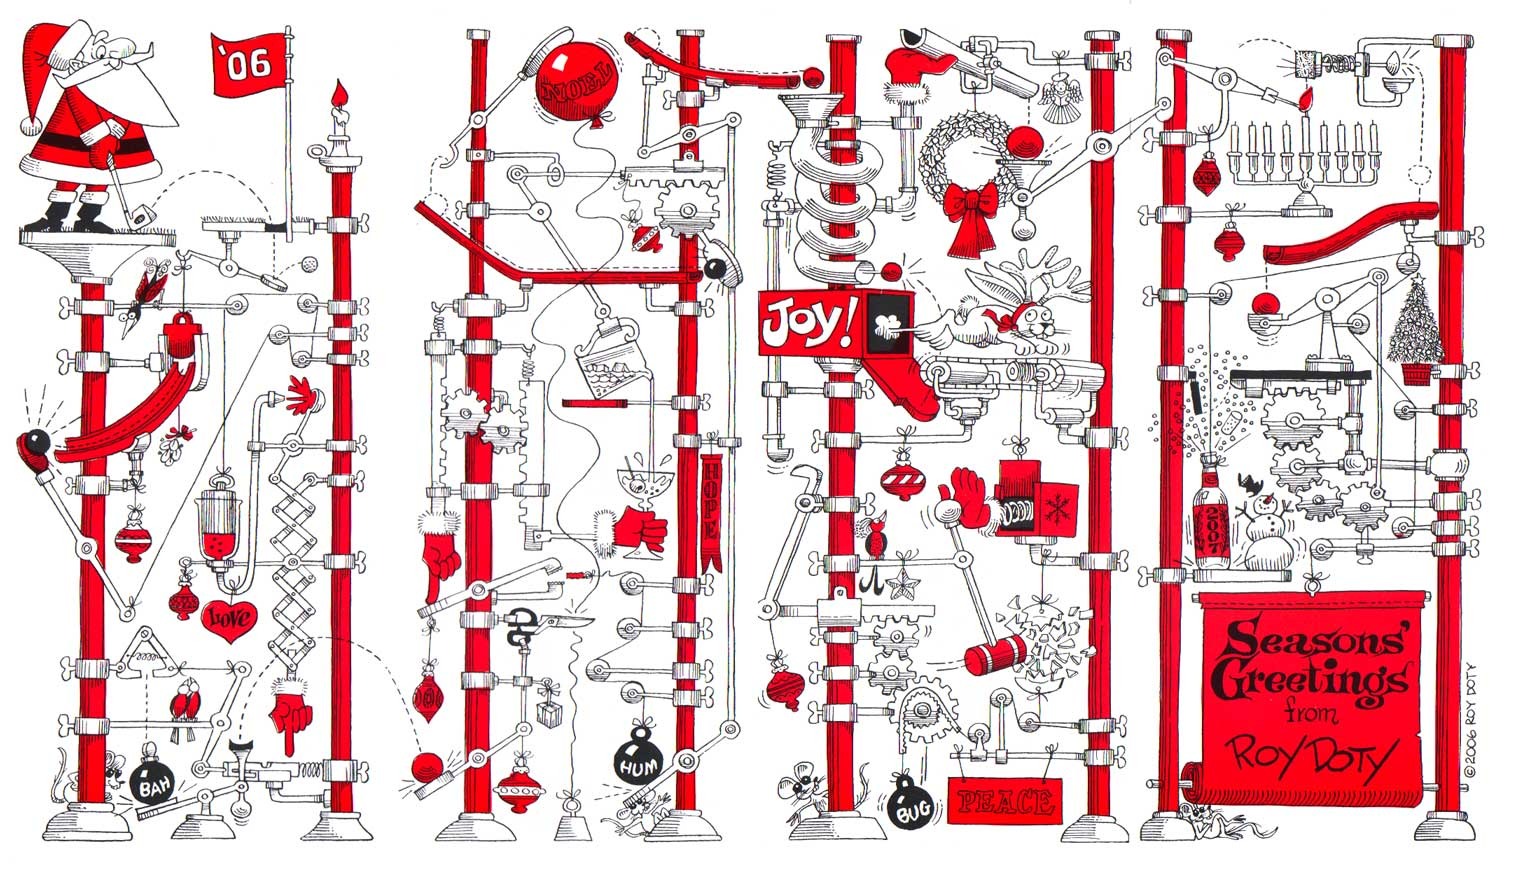 '06
NOEL
JOY!
HOPE
LOVE
2007
BAH
HUM
BUG
PEACE
Seasons'
Greetings
from
ROY DOTY
©2006 ROY DOTY